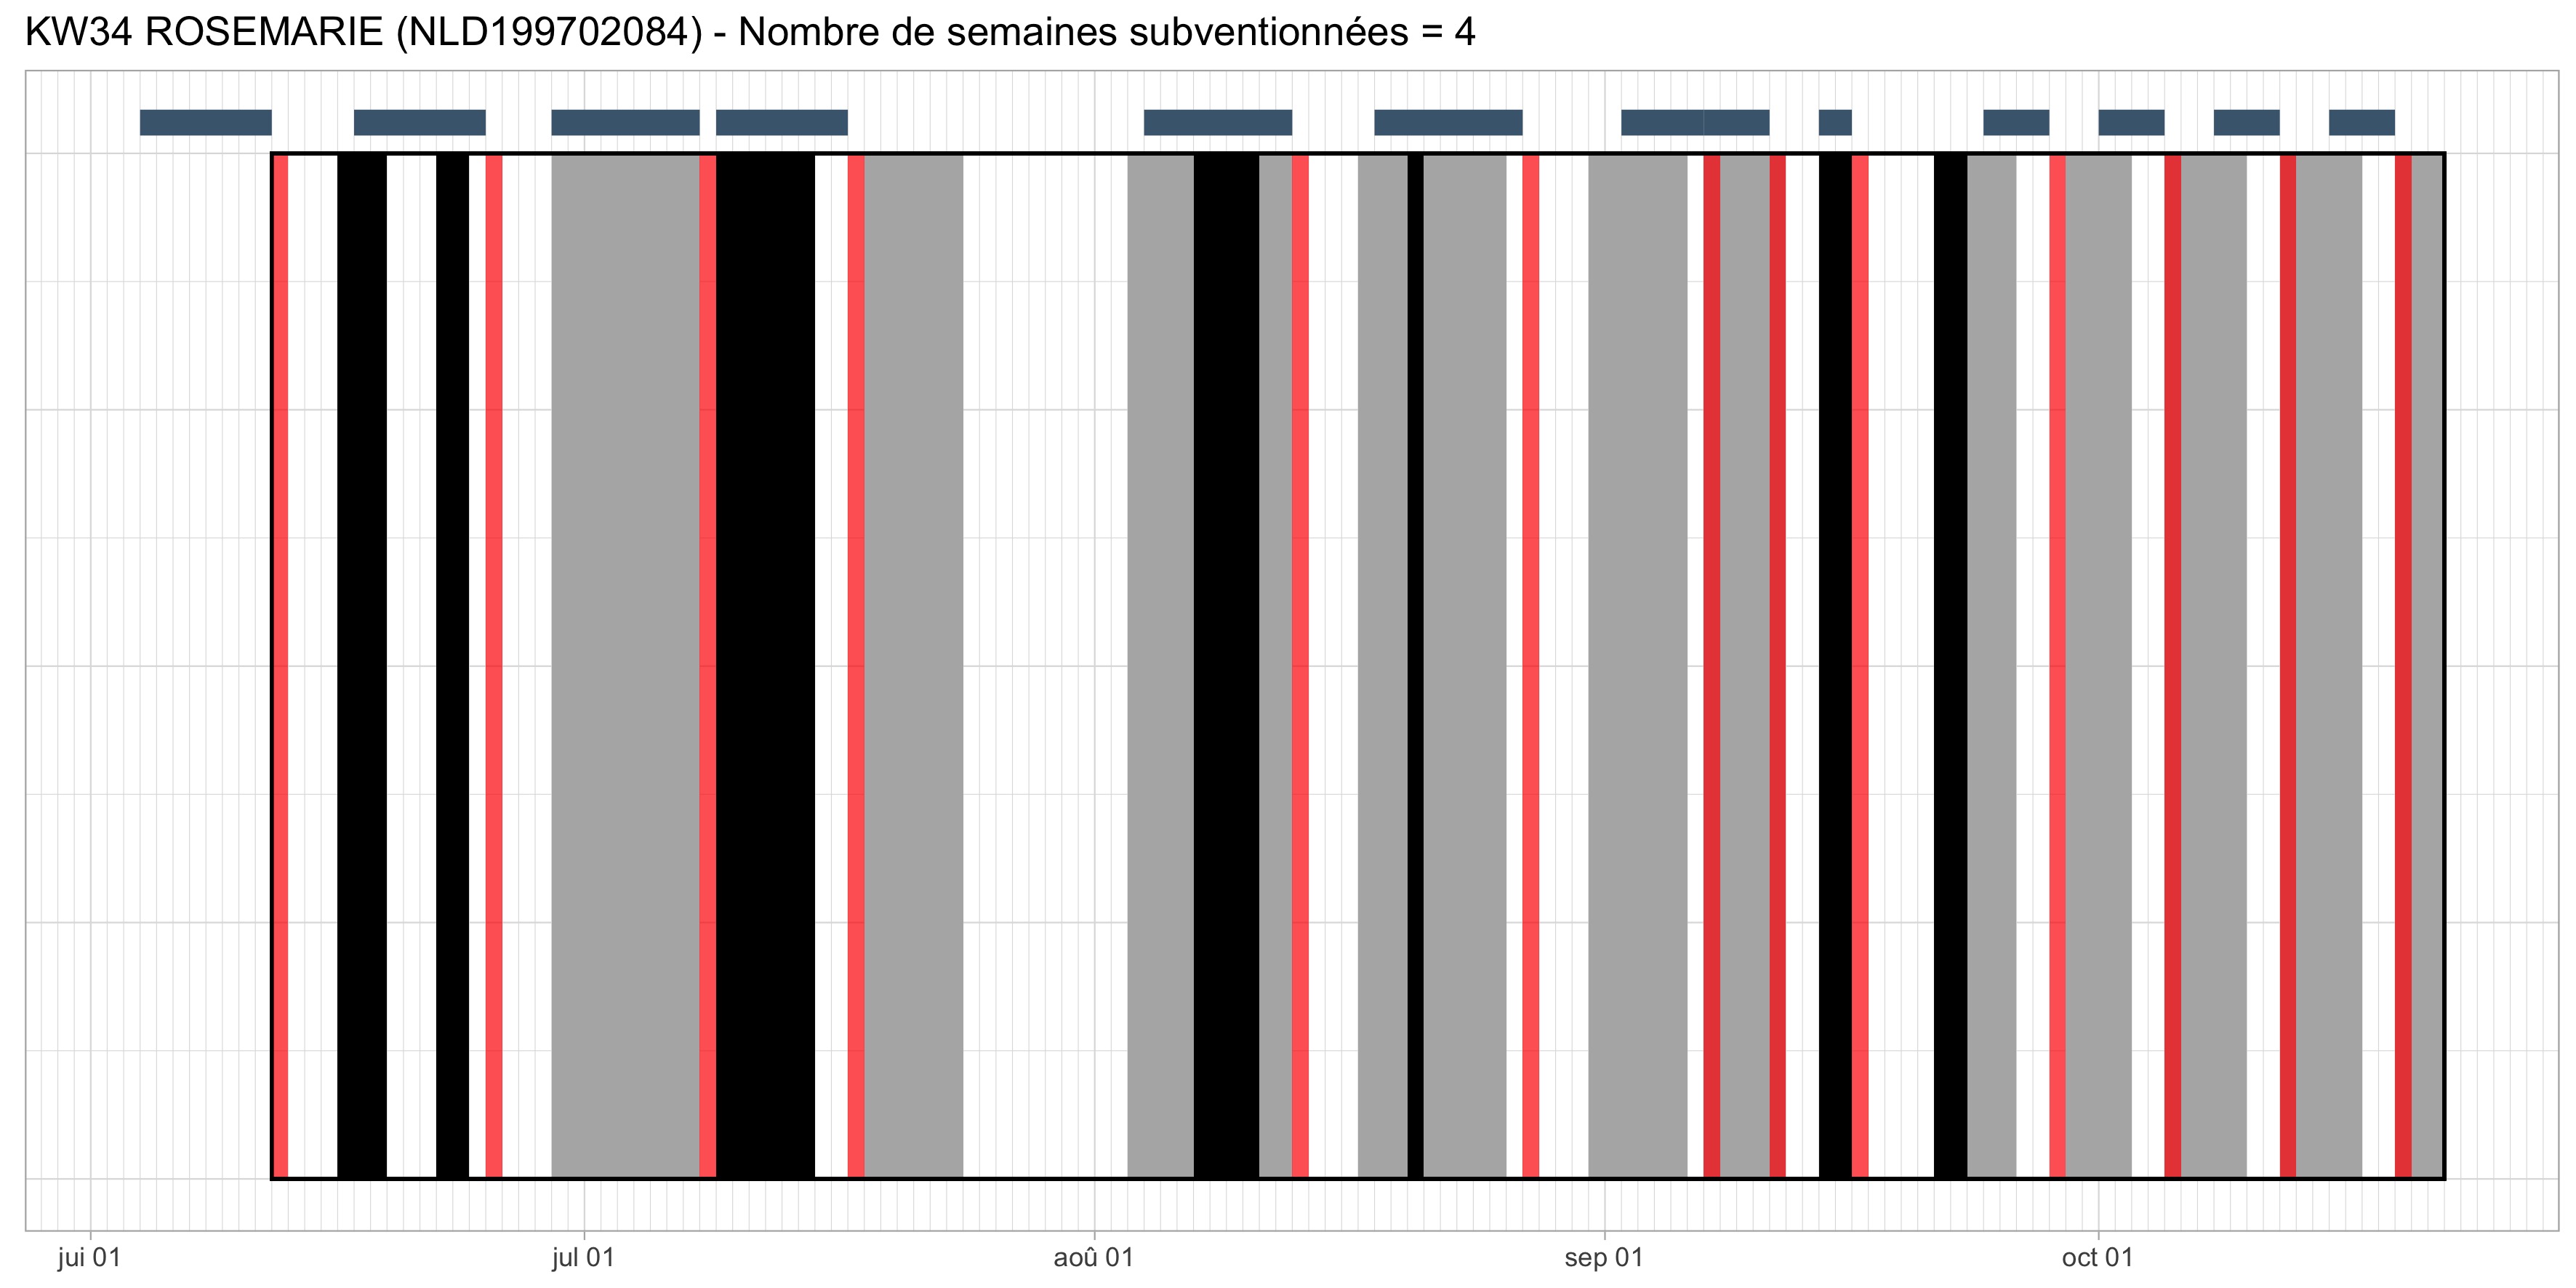 KW34 ROSEMARIE (NLD199702084) - Nombre de semaines subventionnées = 4
jui 01 jul 01 aoû 01 sep 01 oct 01